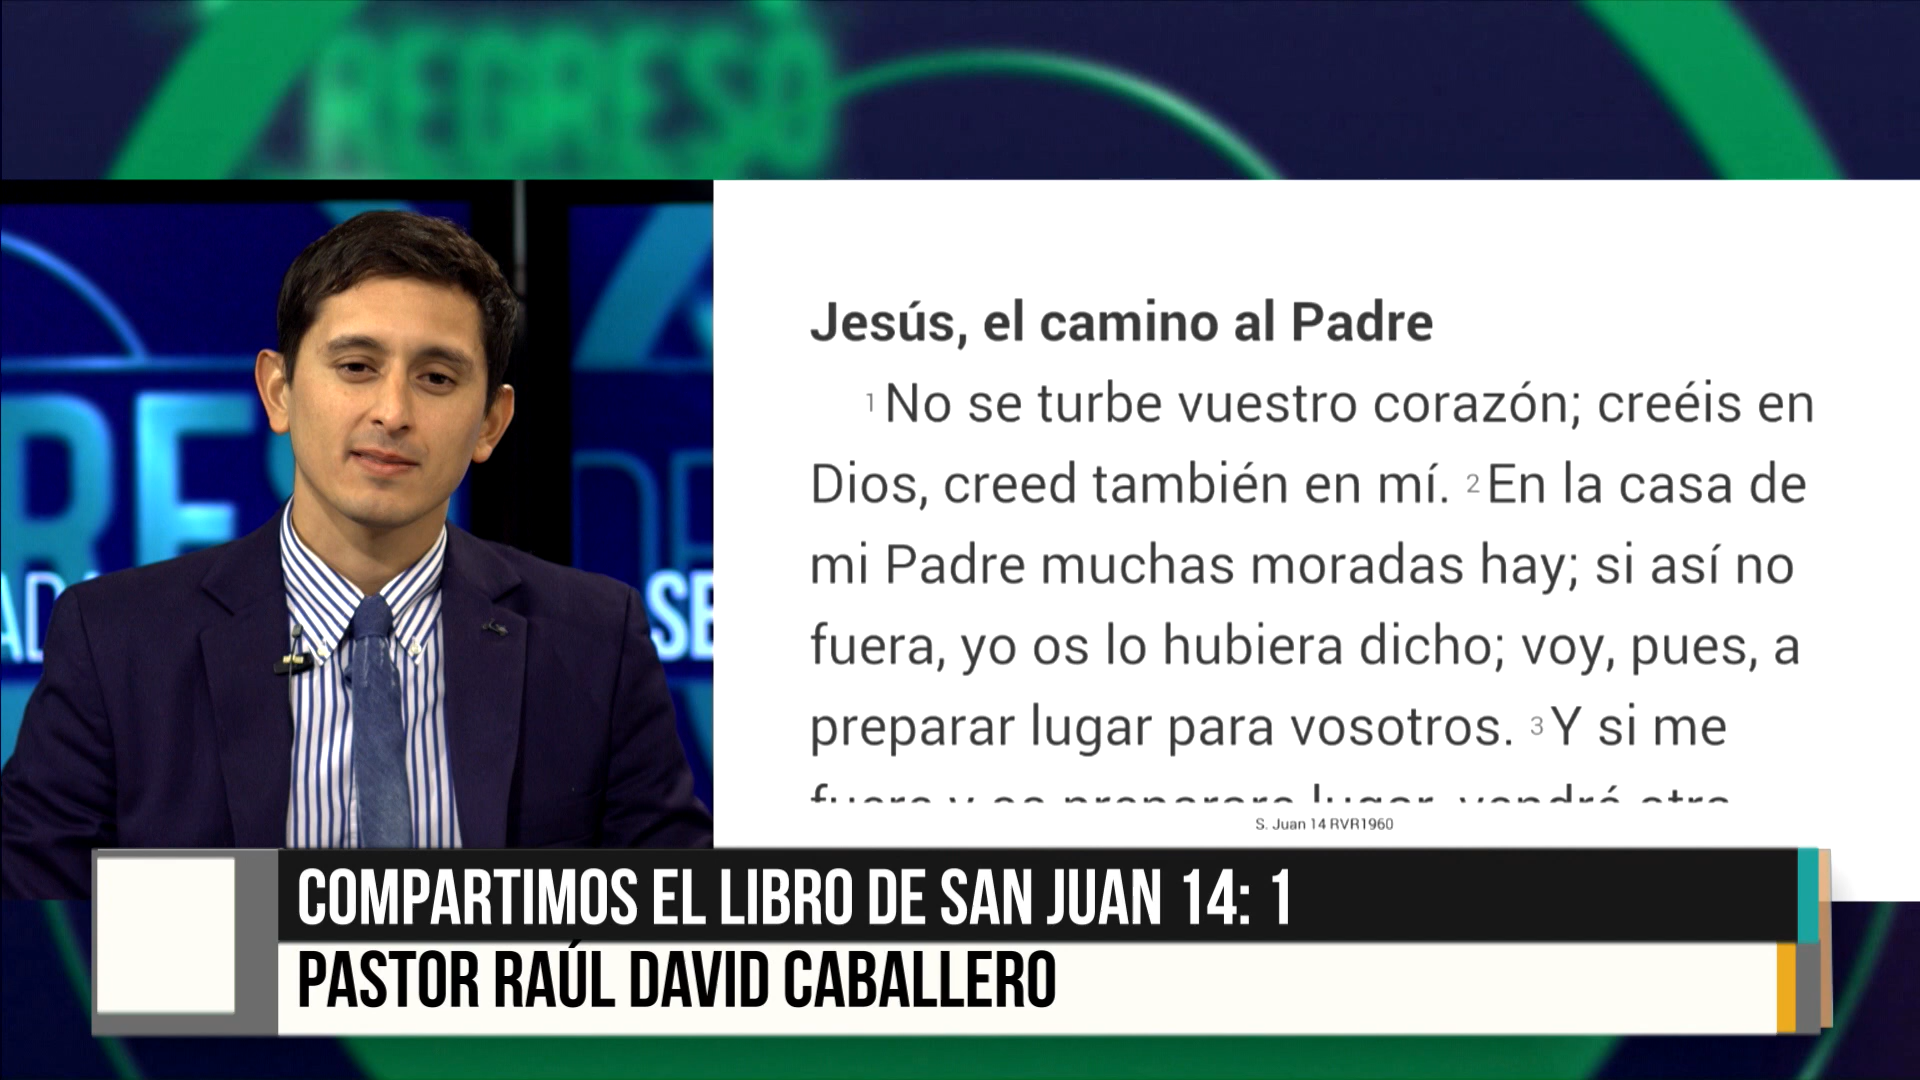 REGRESO
RE
SE
Jesús, el camino al Padre
1 No se turbe vuestro corazón; creéis en
Dios, creed también en mí. 2 En la casa de
mi Padre muchas moradas hay; si así no
fuera, yo os lo hubiera dicho; voy, pues, a
preparar lugar para vosotros. 3 Y si me
S. Juan 14 RVR1960
COMPARTIMOS EL LIBRO DE SAN JUAN 14: 1
PASTOR RAÚL DAVID CABALLERO